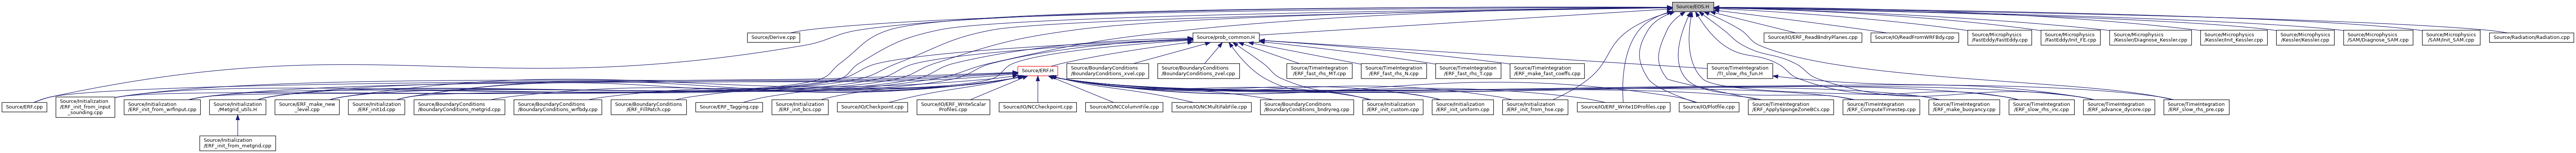 Source/EOS.H
Source/Derive.cpp
Source/prob_common.H
Source/IO/ERF_ReadBndryPlanes.cpp
Source/IO/ReadFromWRFBdy.cpp
Source/Microphysics
/FastEddy/FastEddy.cpp
Source/Microphysics
/FastEddy/Init_FE.cpp
Source/Microphysics
/Kessler/Diagnose_Kessler.cpp
Source/Microphysics
/Kessler/Init_Kessler.cpp
Source/Microphysics
/Kessler/Kessler.cpp
Source/Microphysics
/SAM/Diagnose_SAM.cpp
Source/Microphysics
/SAM/Init_SAM.cpp
Source/Radiation/Radiation.cpp
Source/ERF.H
Source/BoundaryConditions
/BoundaryConditions_xvel.cpp
Source/BoundaryConditions
/BoundaryConditions_zvel.cpp
Source/TimeIntegration
/ERF_fast_rhs_MT.cpp
Source/TimeIntegration
/ERF_fast_rhs_N.cpp
Source/TimeIntegration
/ERF_fast_rhs_T.cpp
Source/TimeIntegration
/ERF_make_fast_coeffs.cpp
Source/TimeIntegration
/TI_slow_rhs_fun.H
Source/ERF.cpp
Source/Initialization
/ERF_init_from_input
_sounding.cpp
Source/Initialization
/ERF_init_from_wrfinput.cpp
Source/Initialization
/Metgrid_utils.H
Source/ERF_make_new
_level.cpp
Source/Initialization
/ERF_init1d.cpp
Source/BoundaryConditions
/BoundaryConditions_metgrid.cpp
Source/BoundaryConditions
/BoundaryConditions_wrfbdy.cpp
Source/BoundaryConditions
/ERF_FillPatch.cpp
Source/ERF_Tagging.cpp
Source/Initialization
/ERF_init_bcs.cpp
Source/IO/Checkpoint.cpp
Source/IO/ERF_WriteScalar
Profiles.cpp
Source/IO/NCCheckpoint.cpp
Source/IO/NCColumnFile.cpp
Source/IO/NCMultiFabFile.cpp
Source/BoundaryConditions
/BoundaryConditions_bndryreg.cpp
Source/Initialization
/ERF_init_custom.cpp
Source/Initialization
/ERF_init_uniform.cpp
Source/Initialization
/ERF_init_from_hse.cpp
Source/IO/ERF_Write1DProfiles.cpp
Source/IO/Plotfile.cpp
Source/TimeIntegration
/ERF_ApplySpongeZoneBCs.cpp
Source/TimeIntegration
/ERF_ComputeTimestep.cpp
Source/TimeIntegration
/ERF_make_buoyancy.cpp
Source/TimeIntegration
/ERF_slow_rhs_inc.cpp
Source/TimeIntegration
/ERF_advance_dycore.cpp
Source/TimeIntegration
/ERF_slow_rhs_pre.cpp
Source/Initialization
/ERF_init_from_metgrid.cpp